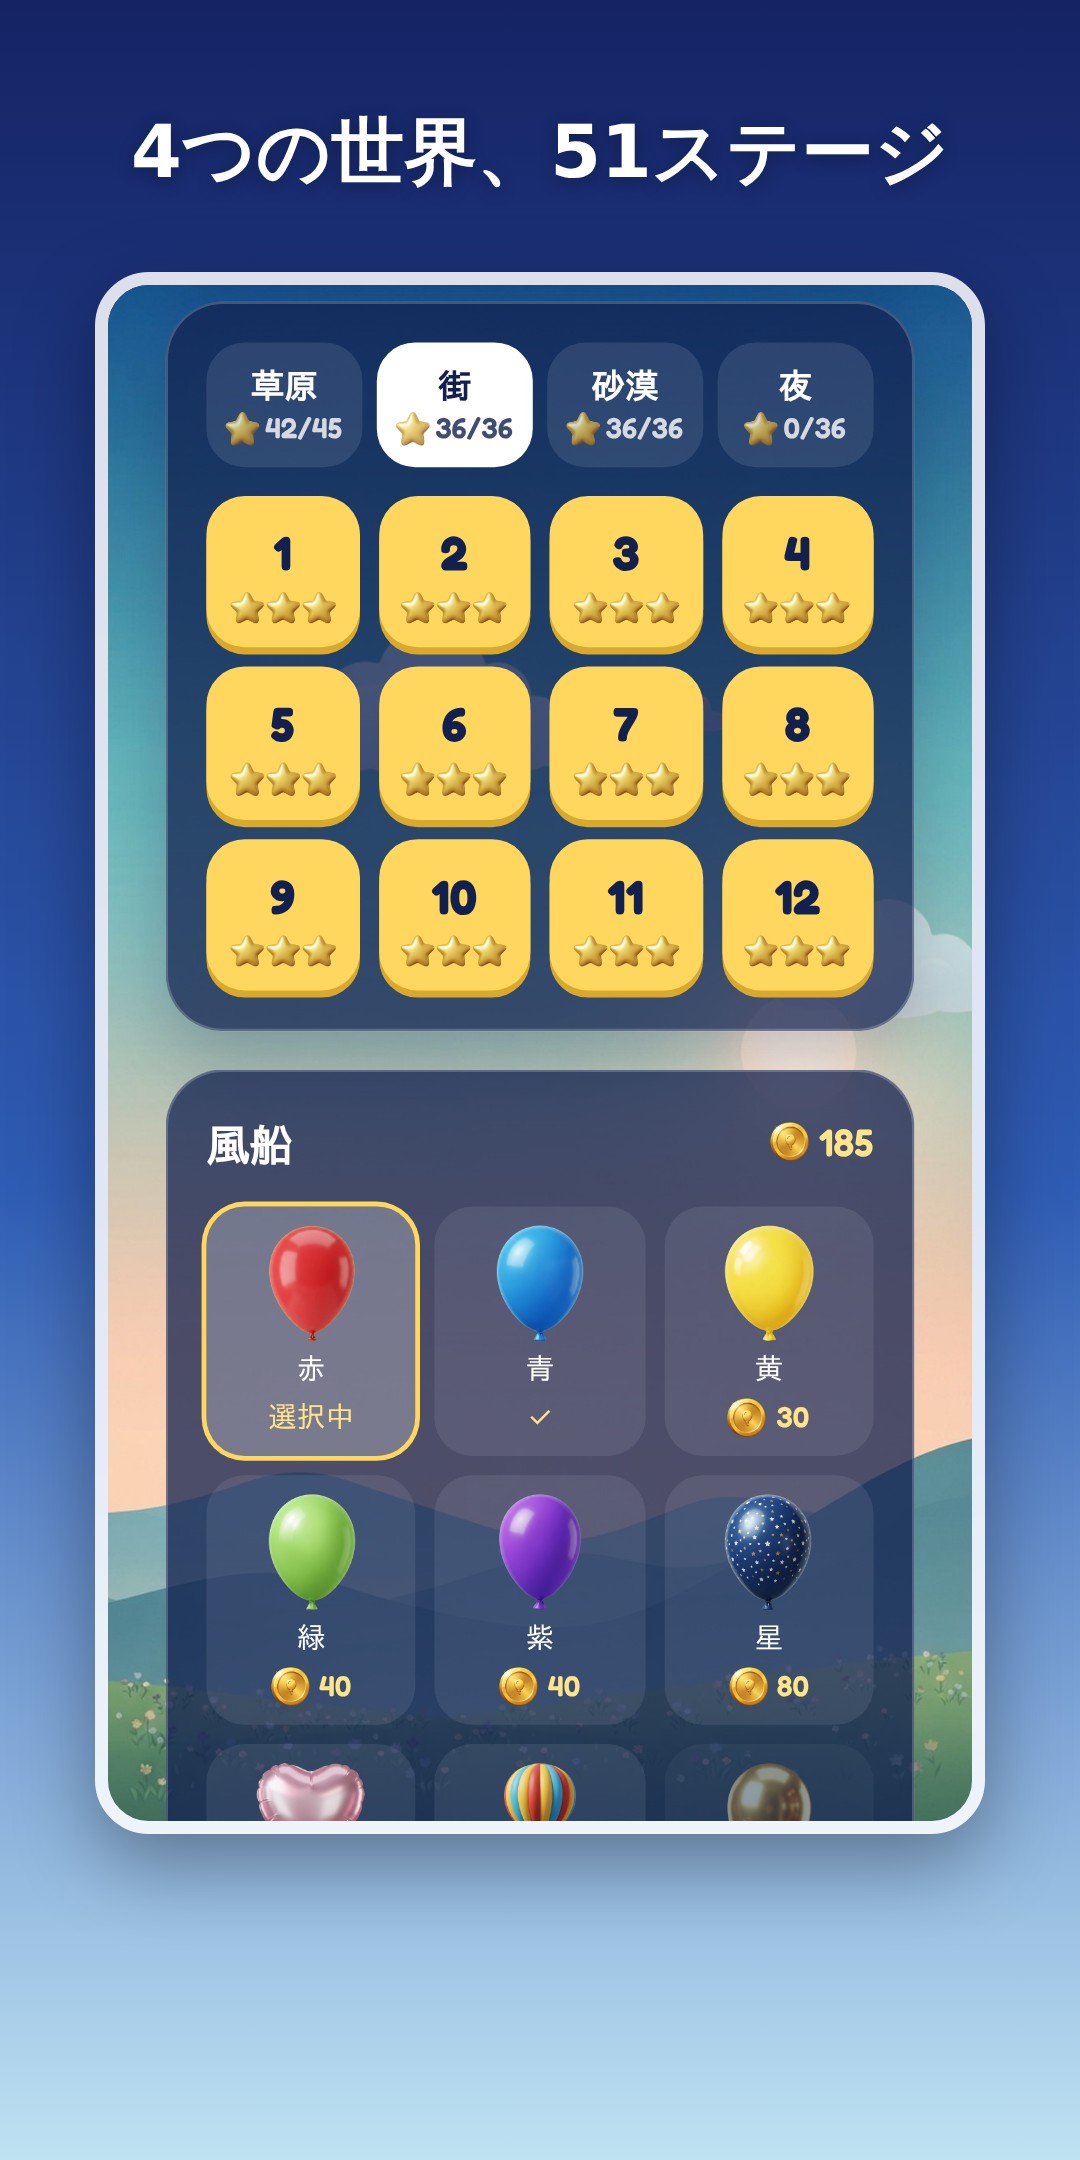 4つの世界、51ステージ
草原 街 砂漠 夜
42/45 36/36 36/36 0/36
1 2 3 4
5 6 7 8
9 10 11 12
風船 185
赤 青 黄
選択中 ✓ 30
緑 紫 星
40 40 80